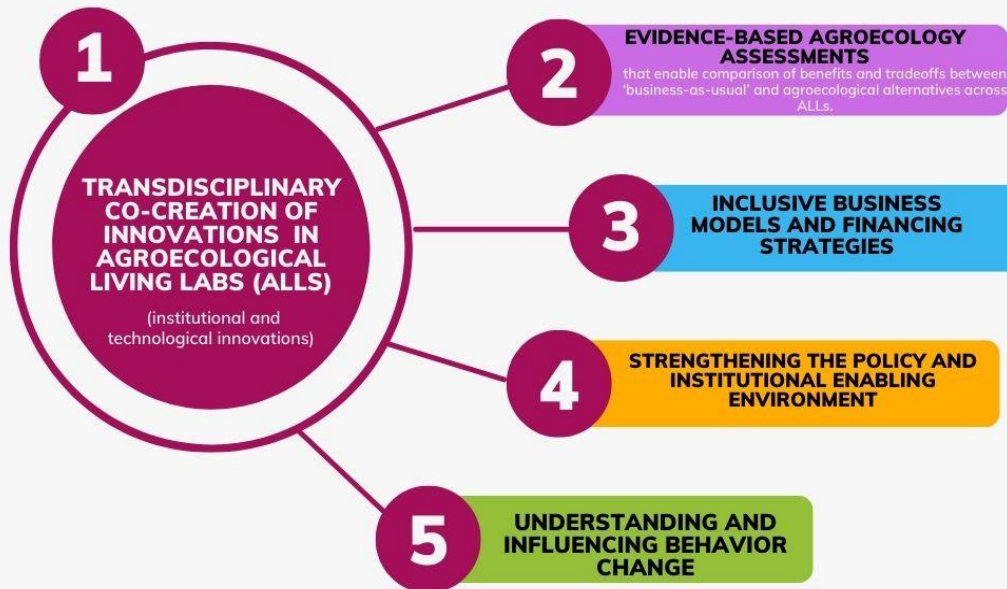 1
TRANSDISCIPLINARY
CO-CREATION OF
INNOVATIONS IN
AGROECOLOGICAL
LIVING LABS (ALLS)
(institutional and
technological innovations)
2
EVIDENCE-BASED AGROECOLOGY
ASSESSMENTS
that enable comparison of benefits and tradeoffs between
'business-as-usual' and agroecological alternatives across
ALLs.
3
INCLUSIVE BUSINESS
MODELS AND FINANCING
STRATEGIES
4
STRENGTHENING THE POLICY AND
INSTITUTIONAL ENABLING
ENVIRONMENT
5
UNDERSTANDING AND
INFLUENCING BEHAVIOR
CHANGE